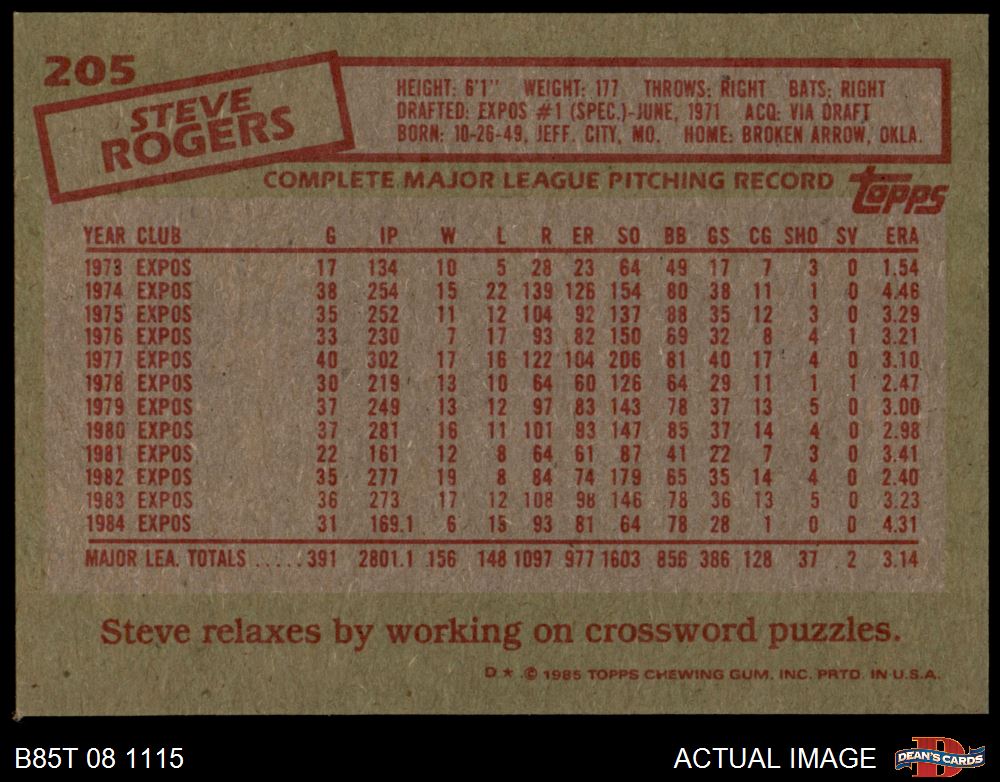 205
STEVE
ROGERS
HEIGHT: 6'1" WEIGHT: 177 THROWS: RIGHT BATS: RIGHT
DRAFTED: EXPOS #1 (SPEC.)-JUNE, 1971 ACQ: VIA DRAFT
BORN: 10-26-49, JEFF. CITY, MO. HOME: BROKEN ARROW, OKLA.
COMPLETE MAJOR LEAGUE PITCHING RECORD topps
YEAR CLUB G IP W L R ER SO BB GS CG SHO SV ERA
1973 EXPOS 17 134 10 5 28 23 64 49 17 7 3 0 1.54
1974 EXPOS 38 254 15 22 139 126 154 80 38 11 1 0 4.46
1975 EXPOS 35 252 11 12 104 92 137 88 35 12 3 0 3.29
1976 EXPOS 33 230 7 17 93 82 150 69 32 8 4 1 3.21
1977 EXPOS 40 302 17 16 122 104 206 81 40 17 4 0 3.10
1978 EXPOS 30 219 13 10 64 60 126 64 29 11 1 1 2.47
1979 EXPOS 37 249 13 12 97 83 143 78 37 13 5 0 3.00
1980 EXPOS 37 281 16 11 101 93 147 85 37 14 4 0 2.98
1981 EXPOS 22 161 12 8 64 61 87 41 22 7 3 0 3.41
1982 EXPOS 35 277 19 8 84 74 179 65 35 14 4 0 2.40
1983 EXPOS 36 273 17 12 108 98 146 78 36 13 5 0 3.23
1984 EXPOS 31 169.1 6 15 93 81 64 78 28 1 0 0 4.31
MAJOR LEA. TOTALS .....391 2801.1 156 148 1097 977 1603 856 386 128 37 2 3.14
Steve relaxes by working on crossword puzzles.
D★ © 1985 TOPPS CHEWING GUM, INC. PRTD. IN U.S.A.
B85T 08 1115 ACTUAL IMAGE D DEAN'S CARDS